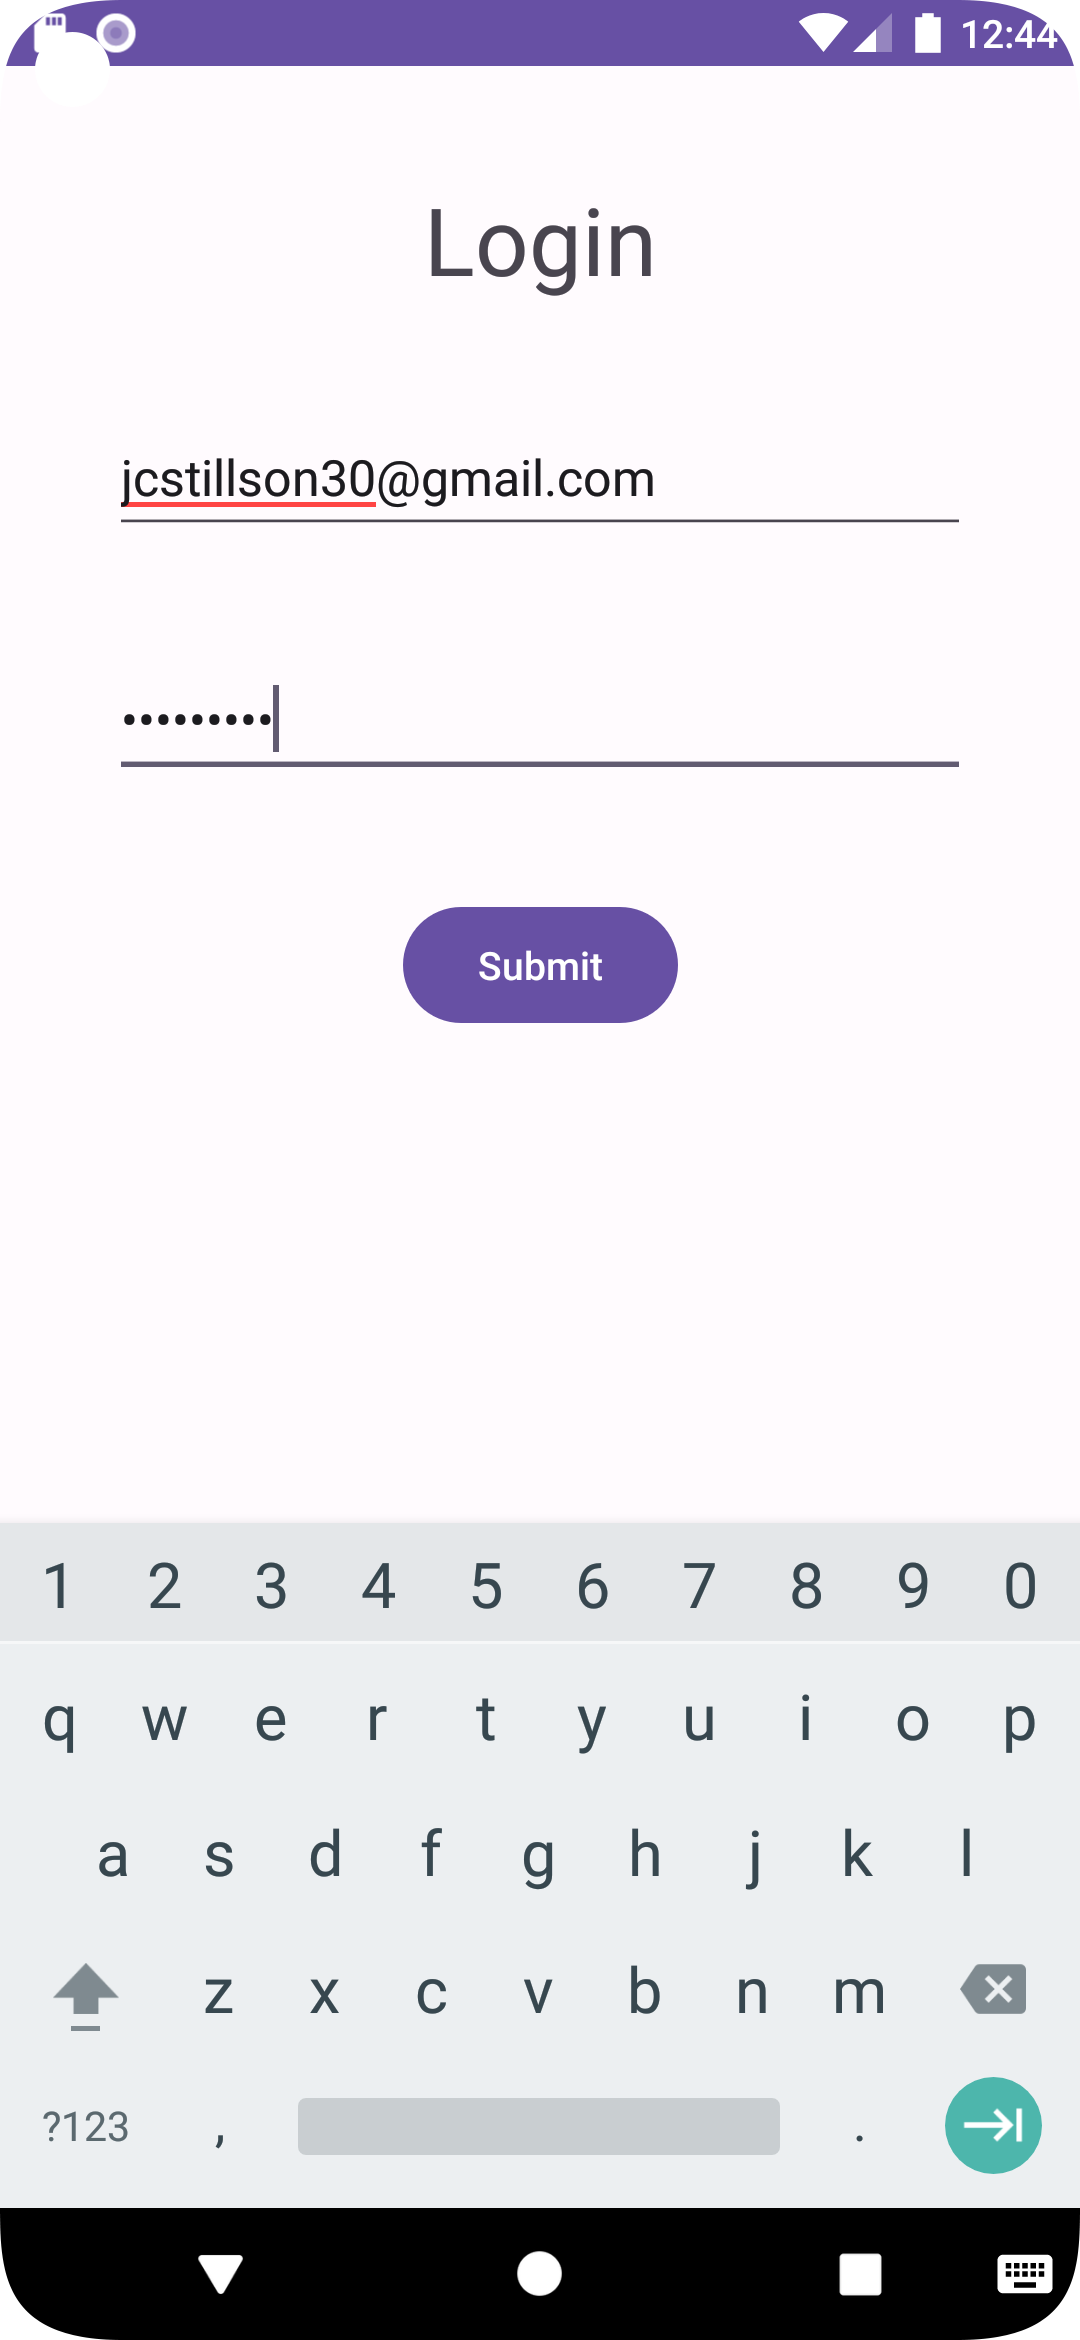 12:44
Login
jcstillson30@gmail.com
•••••••••
Submit
1 2 3 4 5 6 7 8 9 0
q w e r t y u i o p
a s d f g h j k l
z x c v b n m
?123 , .